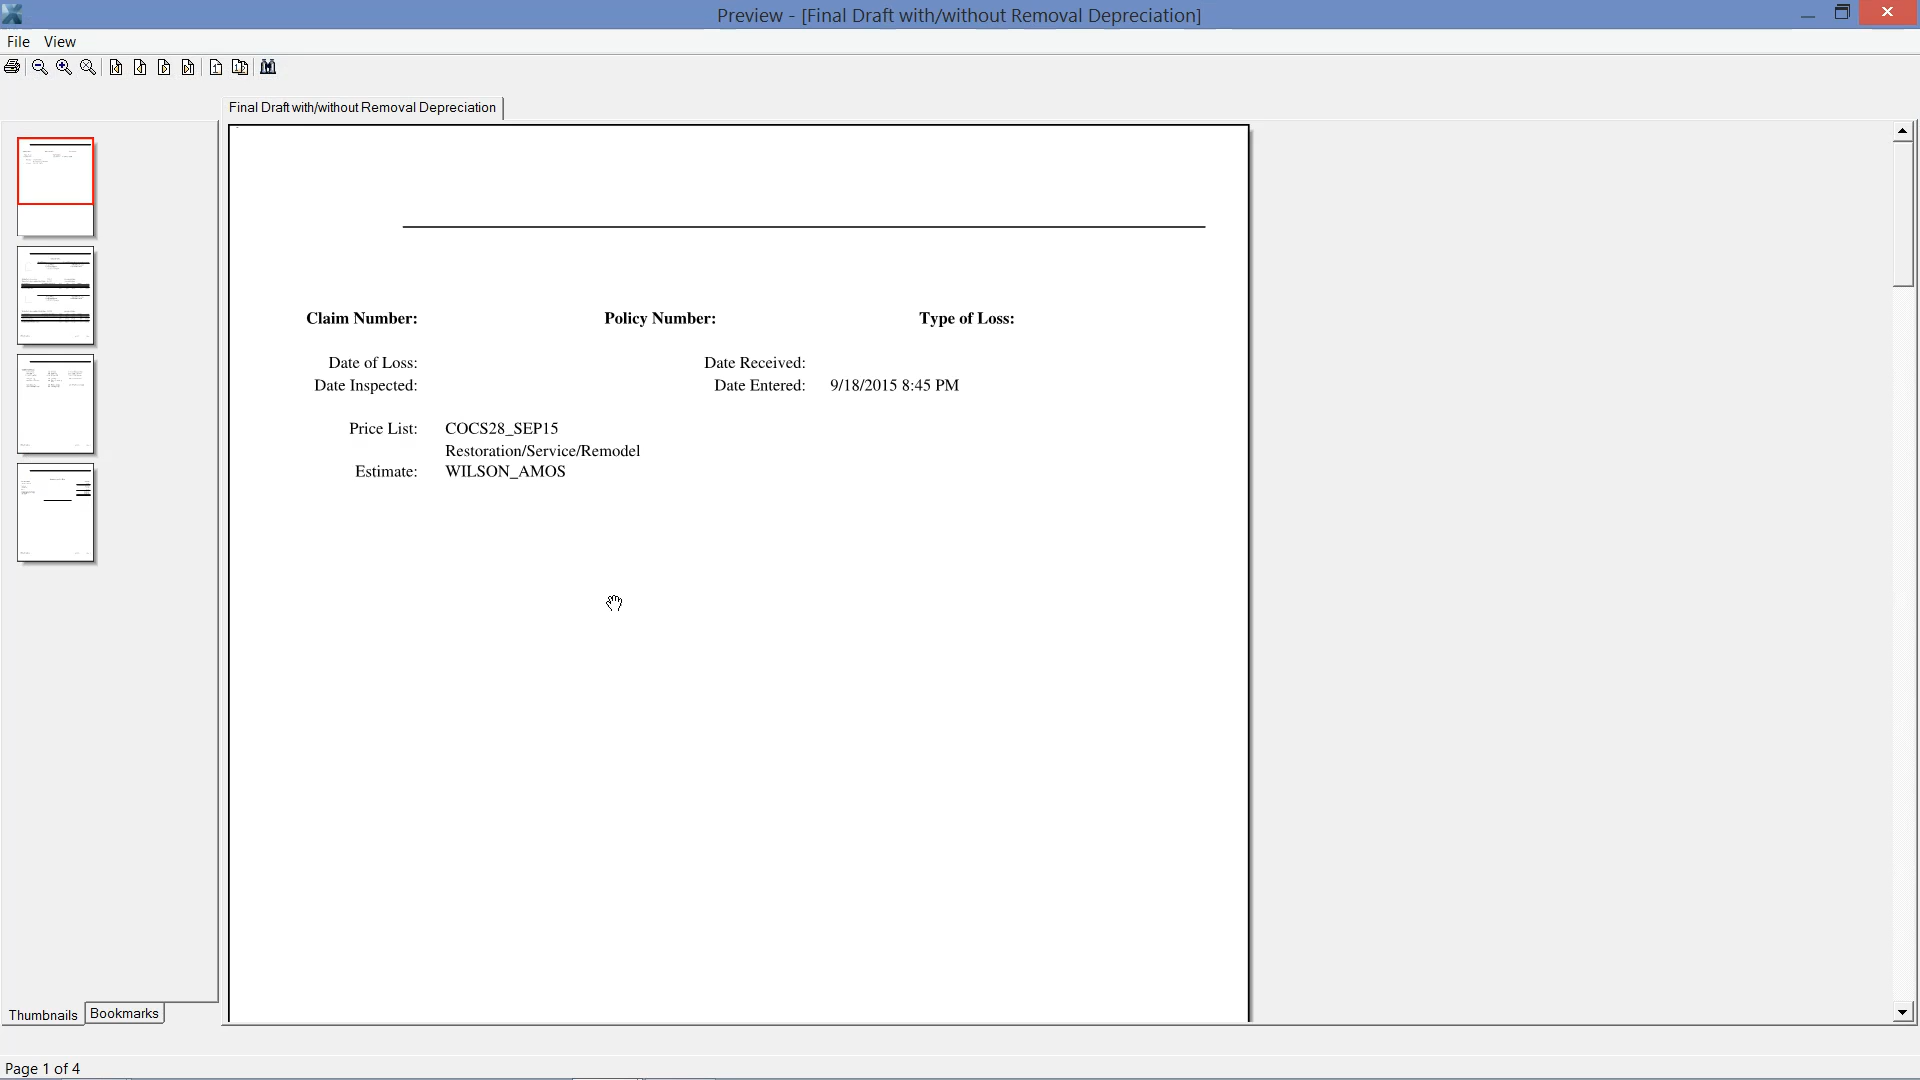 Preview - [Final Draft with/without Removal Depreciation]
File View
Final Draft with/without Removal Depreciation
Claim Number: Policy Number: Type of Loss:
Date of Loss: Date Received:
Date Inspected: Date Entered: 9/18/2015 8:45 PM
Price List: COCS28_SEP15
Restoration/Service/Remodel
Estimate: WILSON_AMOS
Thumbnails Bookmarks
Page 1 of 4